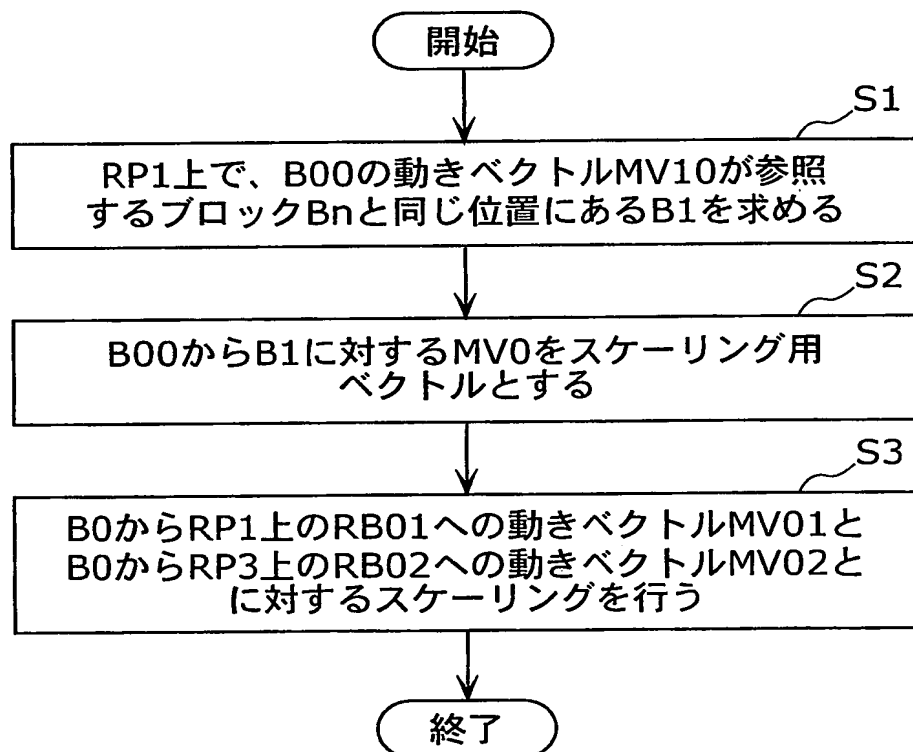 開始
S1
RP1上で、B00の動きベクトルMV10が参照
するブロックBnと同じ位置にあるB1を求める
S2
B00からB1に対するMV0をスケーリング用
ベクトルとする
S3
B0からRP1上のRB01への動きベクトルMV01と
B0からRP3上のRB02への動きベクトルMV02と
に対するスケーリングを行う
終了